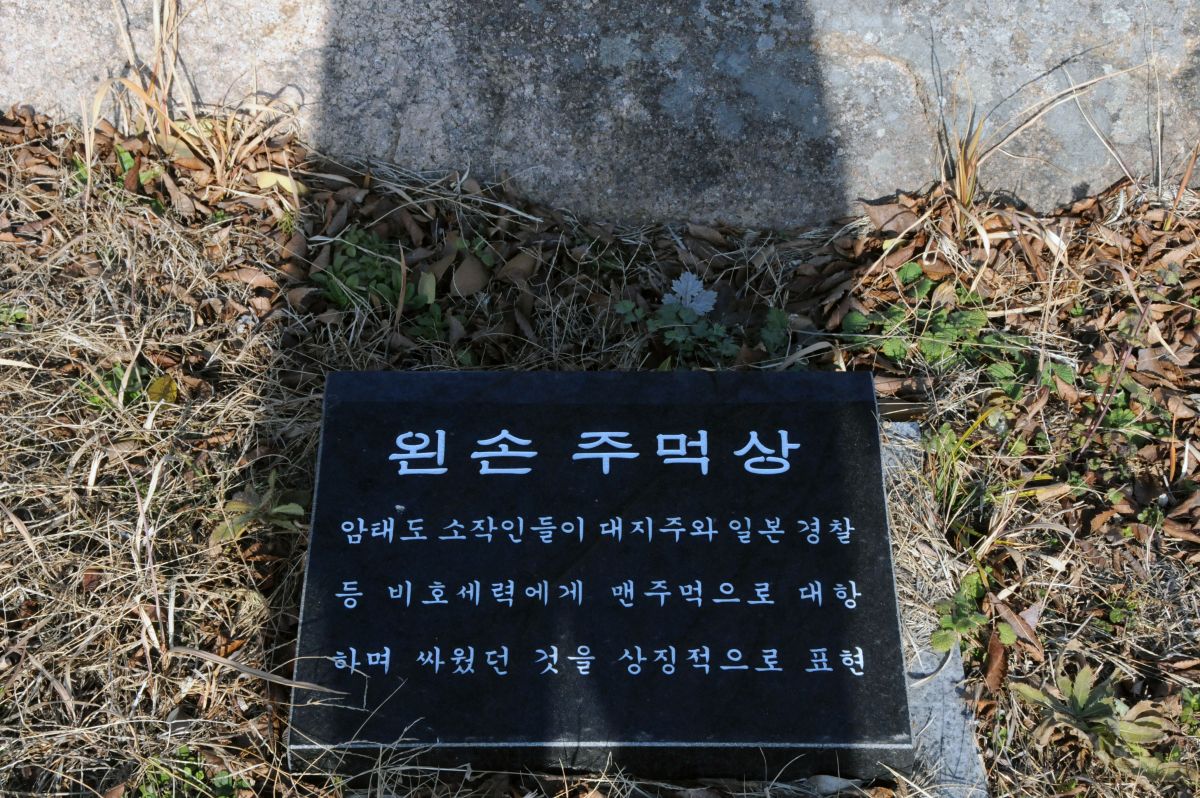 왼손 주먹상
암태도 소작인들이 대지주와 일본 경찰
등 비호세력에게 맨주먹으로 대항
하며 싸웠던 것을 상징적으로 표현